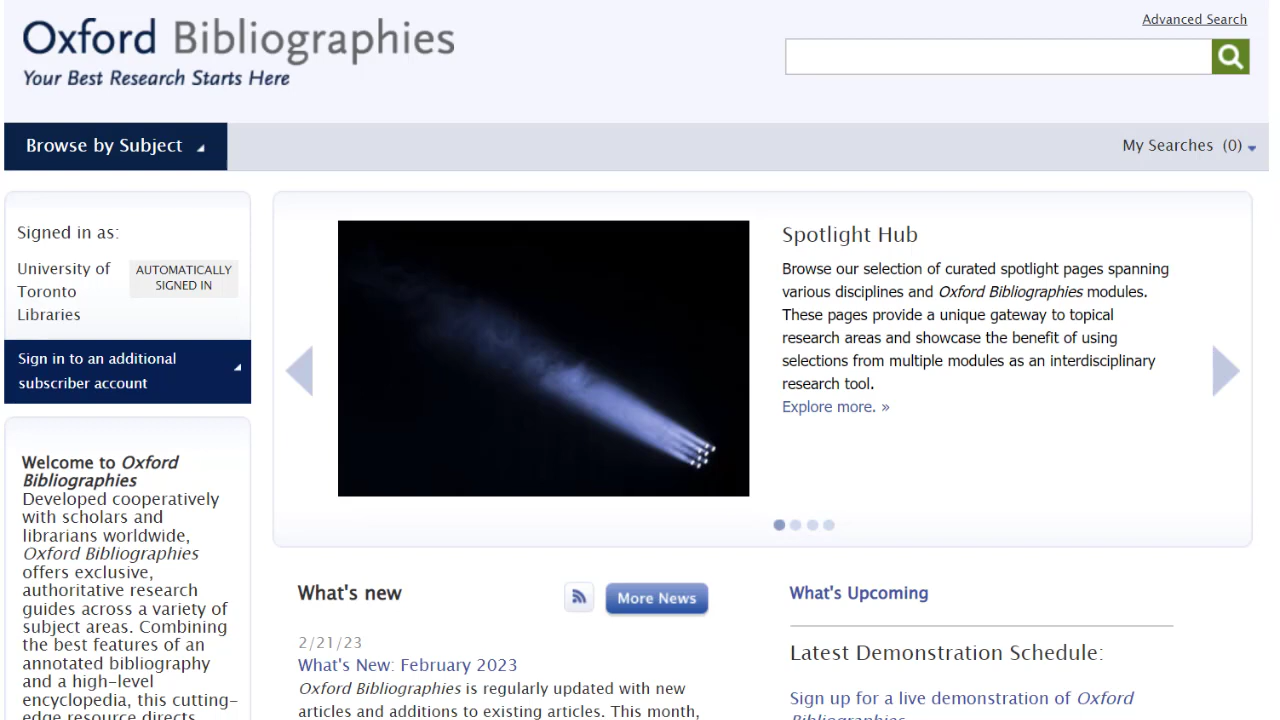 Oxford Bibliographies
Your Best Research Starts Here
Advanced Search
Browse by Subject
My Searches (0)
Signed in as:
University of
Toronto
Libraries
AUTOMATICALLY
SIGNED IN
Sign in to an additional
subscriber account
Welcome to Oxford
Bibliographies
Developed cooperatively
with scholars and
librarians worldwide,
Oxford Bibliographies
offers exclusive,
authoritative research
guides across a variety of
subject areas. Combining
the best features of an
annotated bibliography
and a high-level
encyclopedia, this cutting-
edge resource directs
Spotlight Hub
Browse our selection of curated spotlight pages spanning
various disciplines and Oxford Bibliographies modules.
These pages provide a unique gateway to topical
research areas and showcase the benefit of using
selections from multiple modules as an interdisciplinary
research tool.
Explore more. »
What's new
More News
2/21/23
What's New: February 2023
Oxford Bibliographies is regularly updated with new
articles and additions to existing articles. This month,
What's Upcoming
Latest Demonstration Schedule:
Sign up for a live demonstration of Oxford
Bibliographies